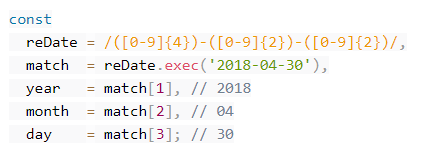 const
  reDate = /([0-9]{4})-([0-9]{2})-([0-9]{2})/,
  match  = reDate.exec('2018-04-30'),
  year   = match[1], // 2018
  month  = match[2], // 04
  day    = match[3]; // 30